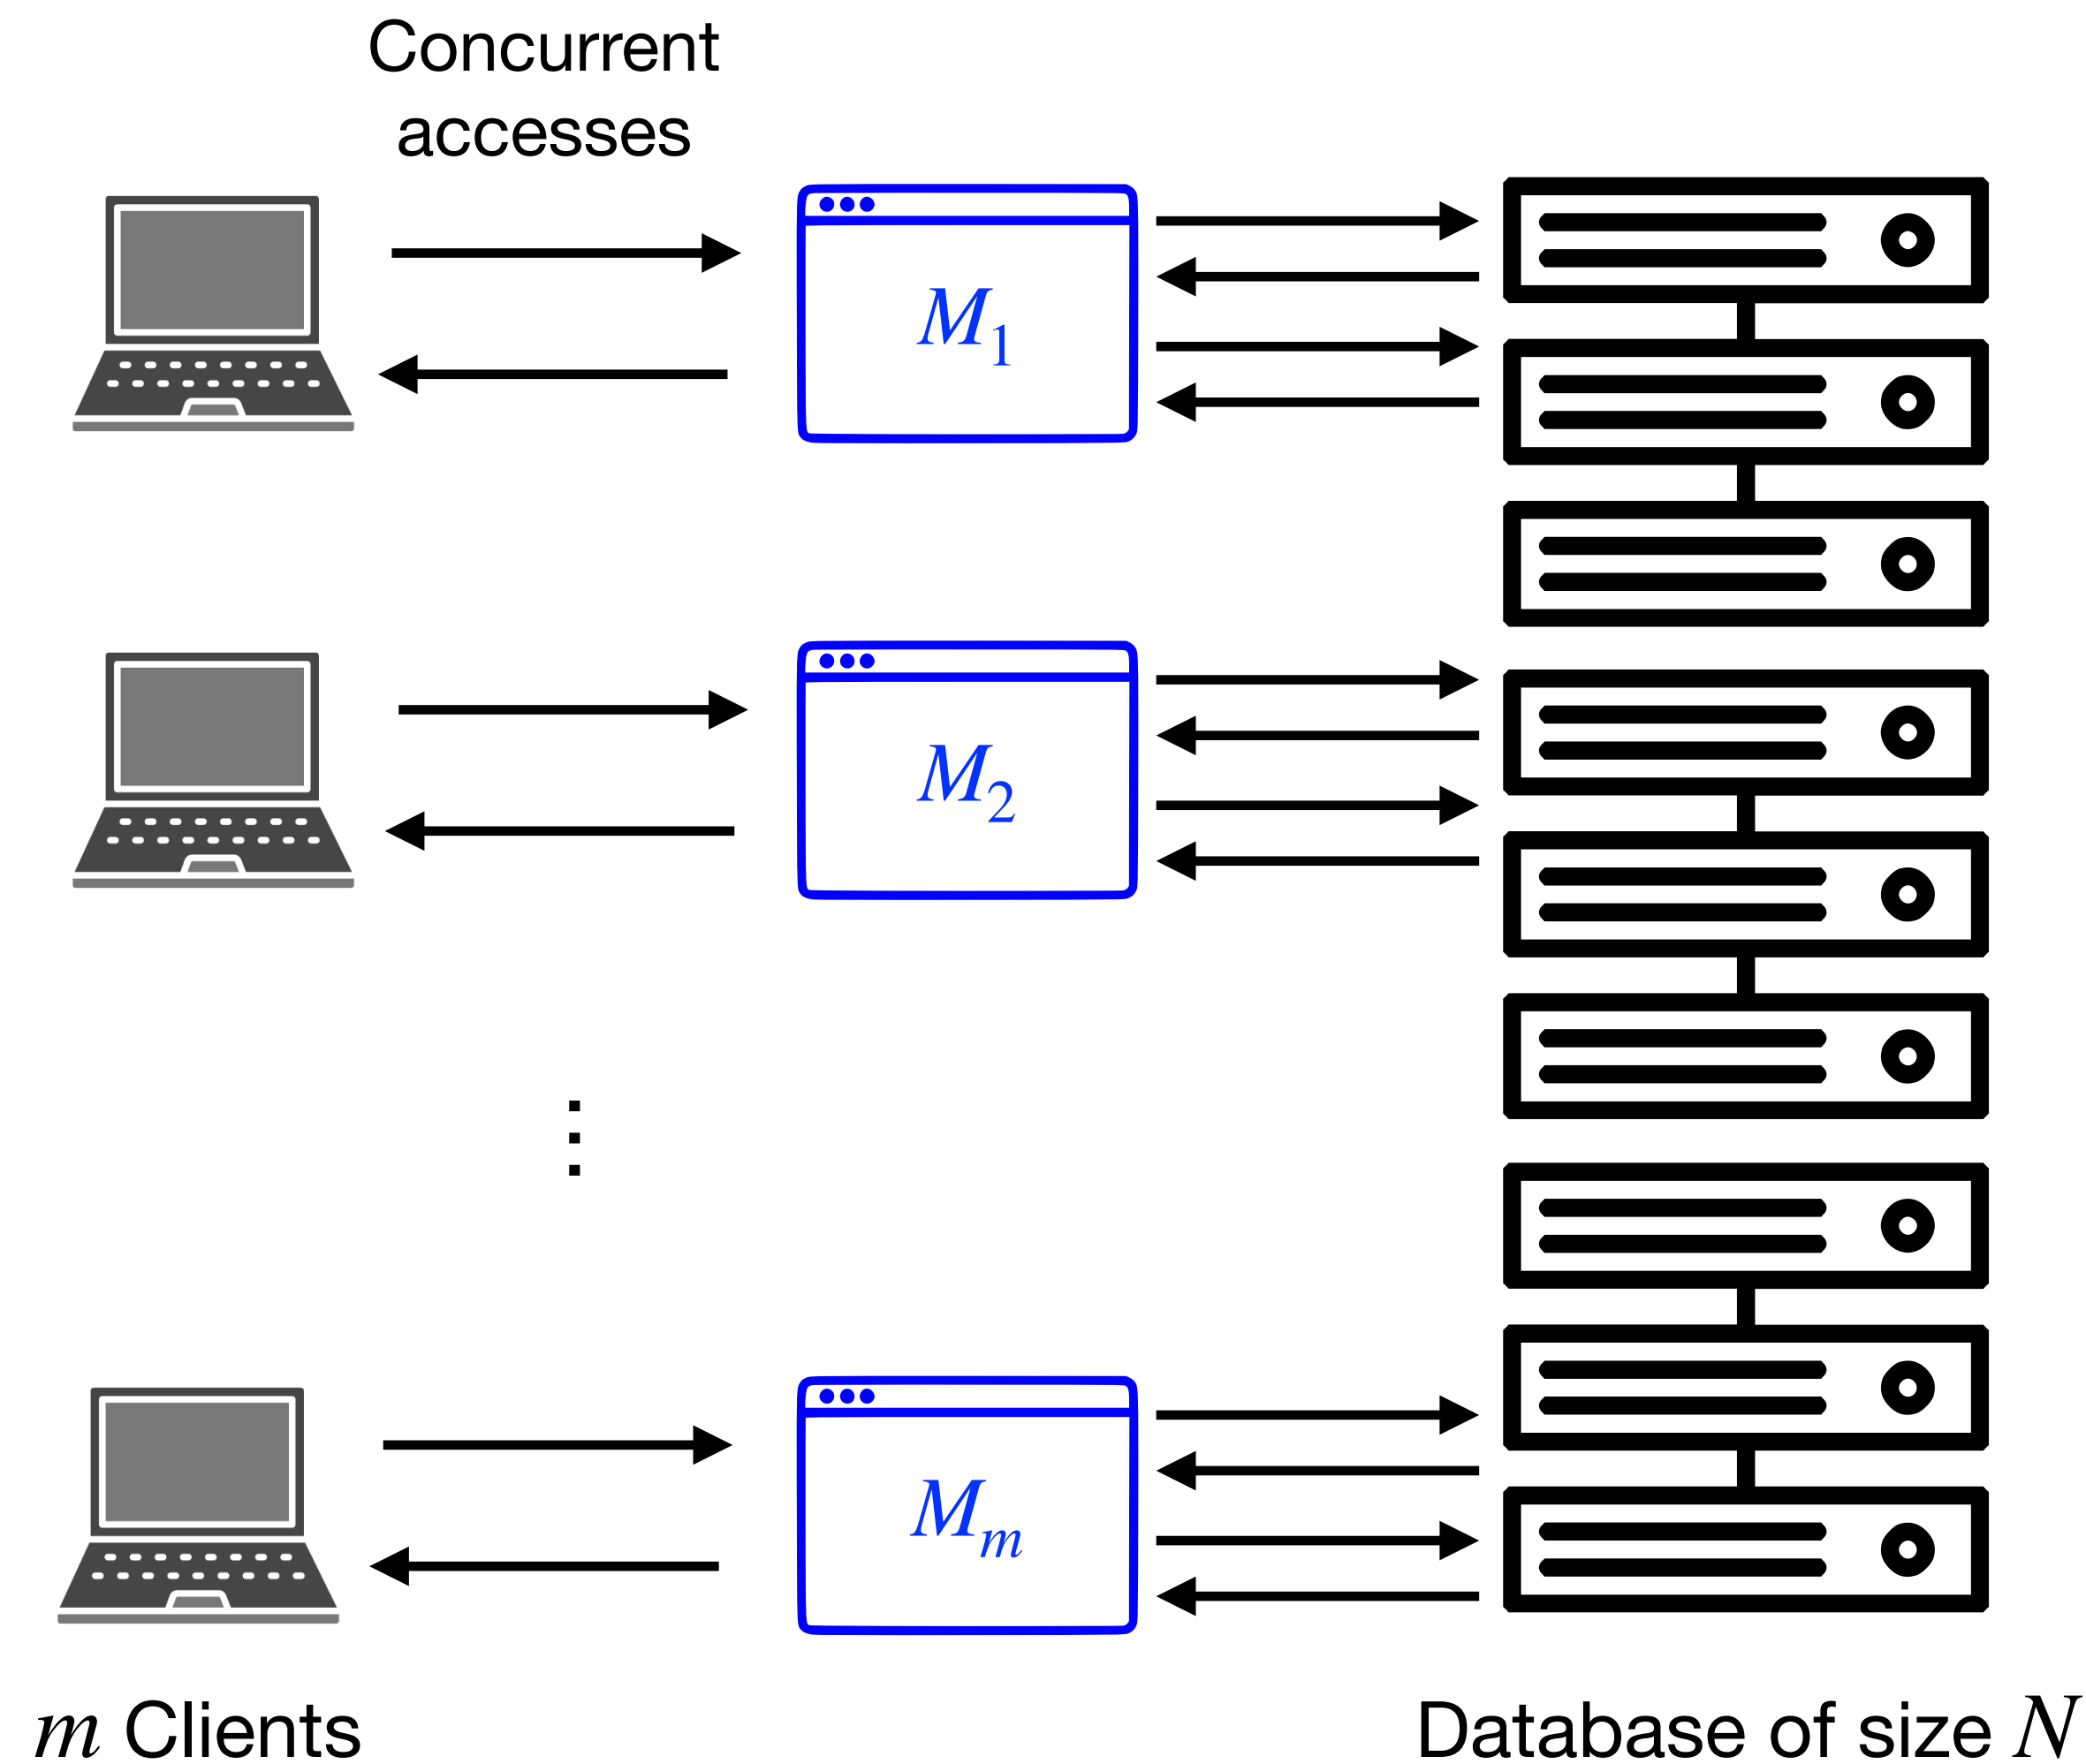 Concurrent
accesses
M₁
M₂
⋮
Mₘ
m Clients
Database of size N